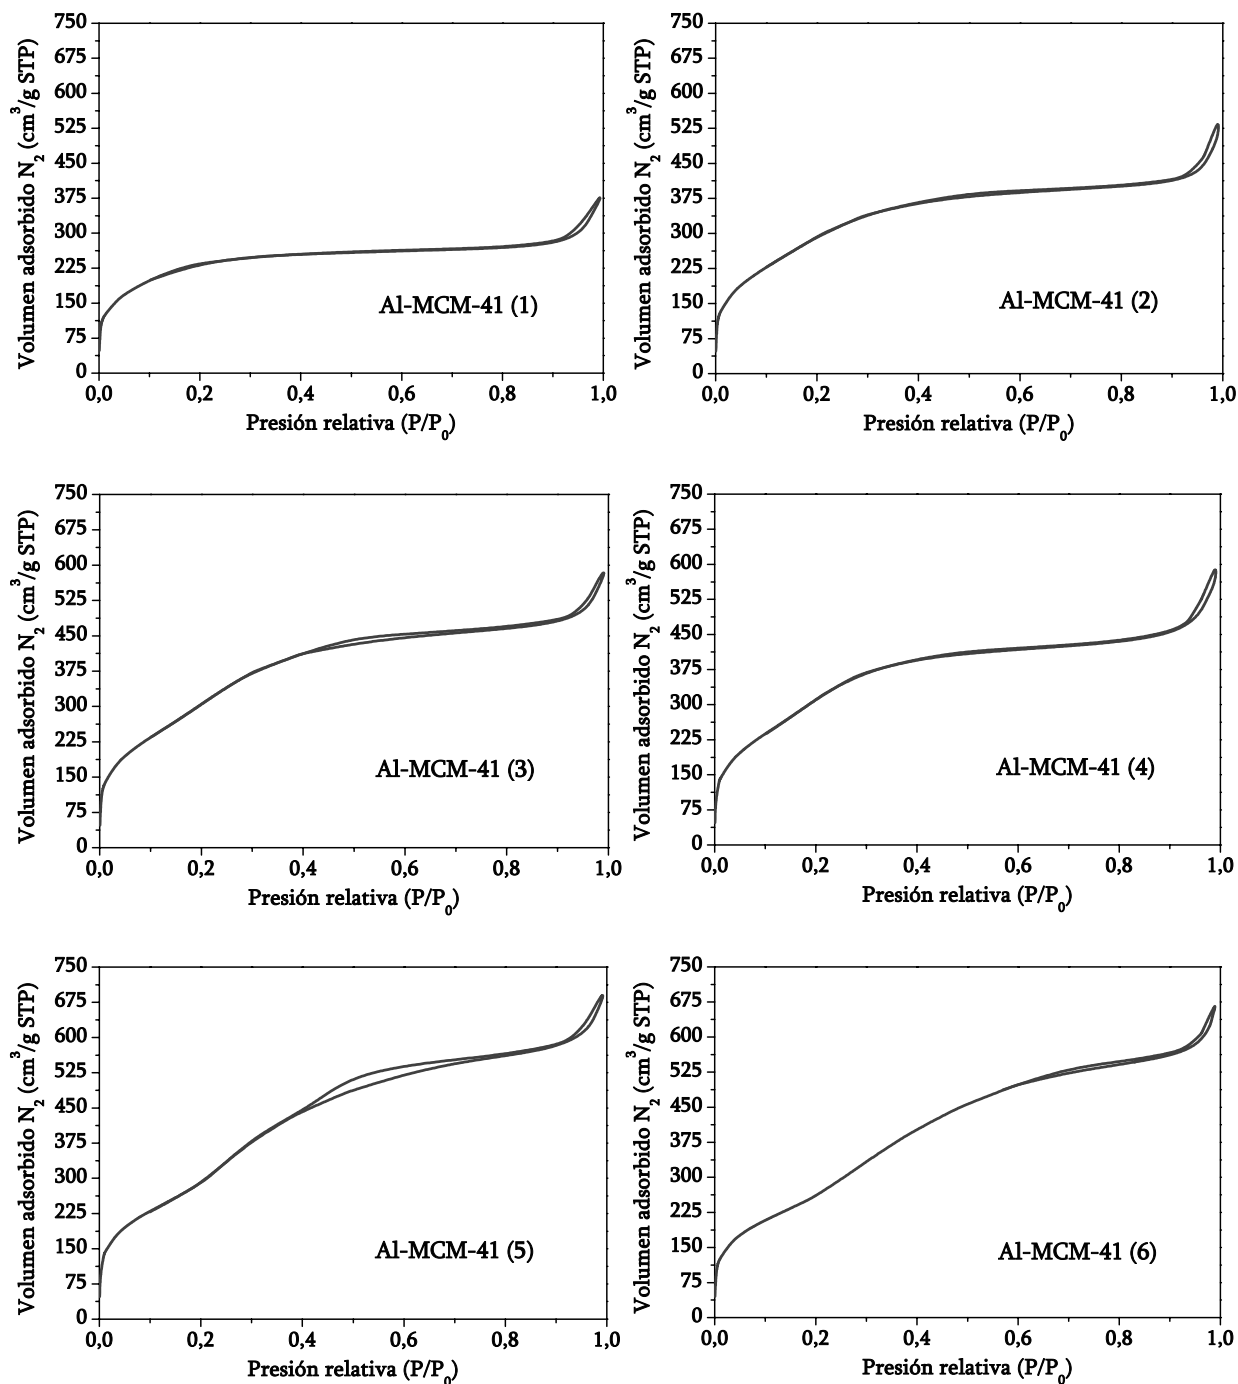 750
675
600
525
450
375
300
225
150
75
0
Volumen adsorbido N2 (cm3/g STP)
Al-MCM-41 (1)
0,0 0,2 0,4 0,6 0,8 1,0
Presión relativa (P/P0)
750
675
600
525
450
375
300
225
150
75
0
Volumen adsorbido N2 (cm3/g STP)
Al-MCM-41 (2)
0,0 0,2 0,4 0,6 0,8 1,0
Presión relativa (P/P0)
750
675
600
525
450
375
300
225
150
75
0
Volumen adsorbido N2 (cm3/g STP)
Al-MCM-41 (3)
0,0 0,2 0,4 0,6 0,8 1,0
Presión relativa (P/P0)
750
675
600
525
450
375
300
225
150
75
0
Volumen adsorbido N2 (cm3/g STP)
Al-MCM-41 (4)
0,0 0,2 0,4 0,6 0,8 1,0
Presión relativa (P/P0)
750
675
600
525
450
375
300
225
150
75
0
Volumen adsorbido N2 (cm3/g STP)
Al-MCM-41 (5)
0,0 0,2 0,4 0,6 0,8 1,0
Presión relativa (P/P0)
750
675
600
525
450
375
300
225
150
75
0
Volumen adsorbido N2 (cm3/g STP)
Al-MCM-41 (6)
0,0 0,2 0,4 0,6 0,8 1,0
Presión relativa (P/P0)